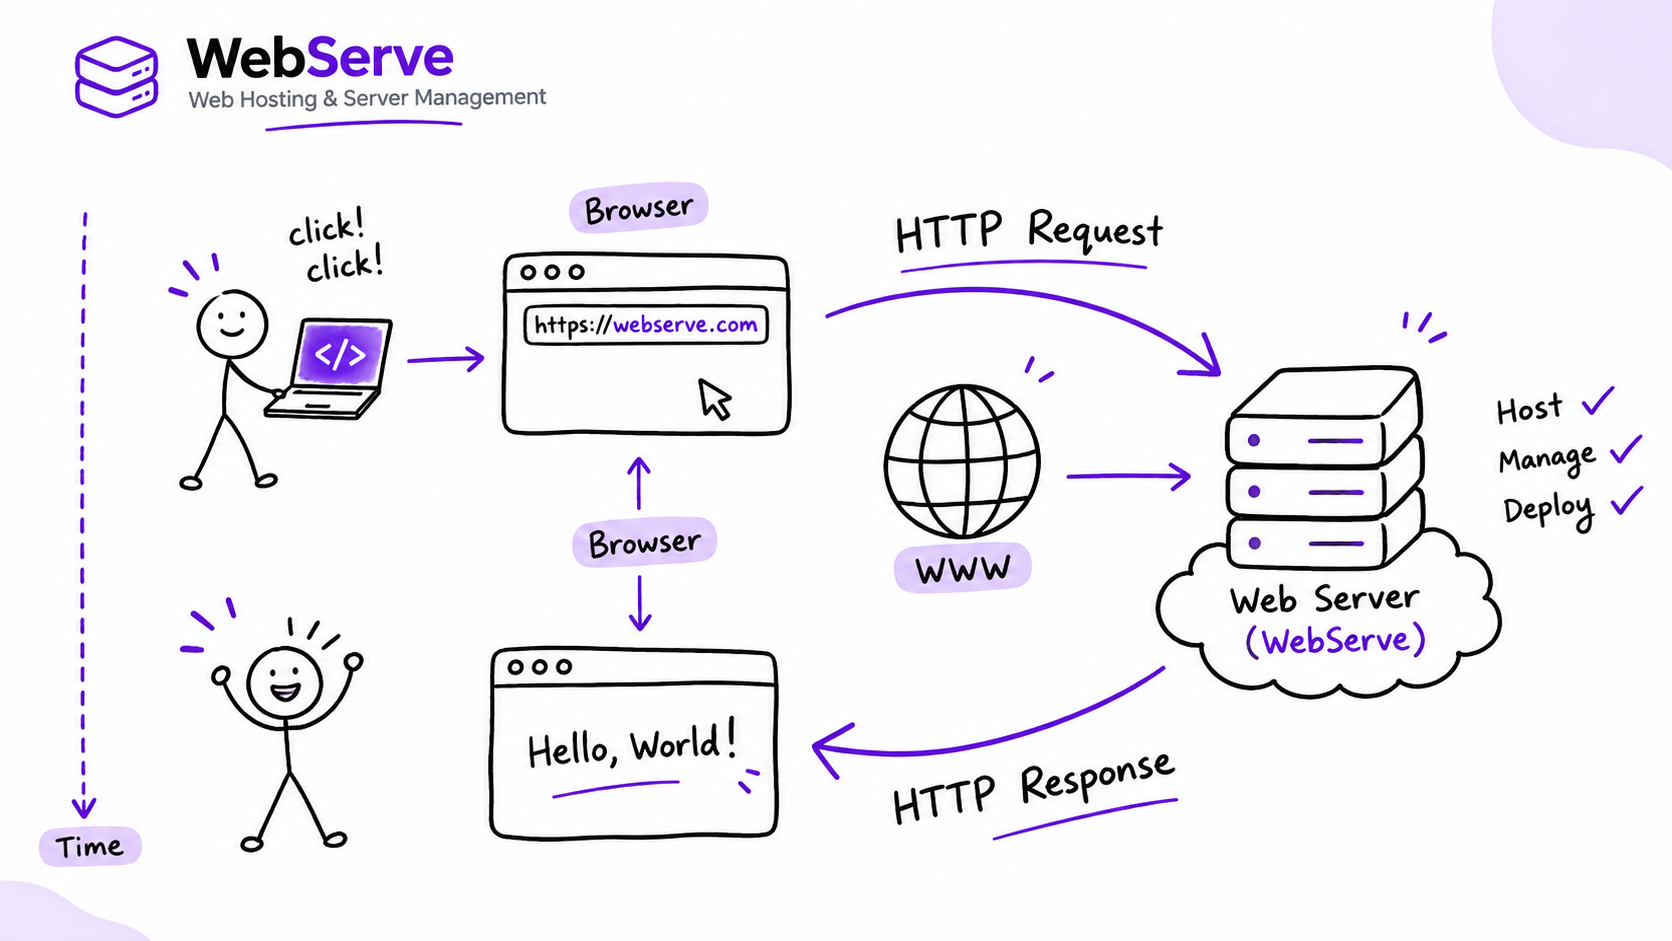 WebServe
Web Hosting & Server Management
click!
click!
Browser
https://webserve.com
</>
HTTP Request
Host
Manage
Deploy
Browser
WWW
Web Server
(WebServe)
Hello, World!
HTTP Response
Time